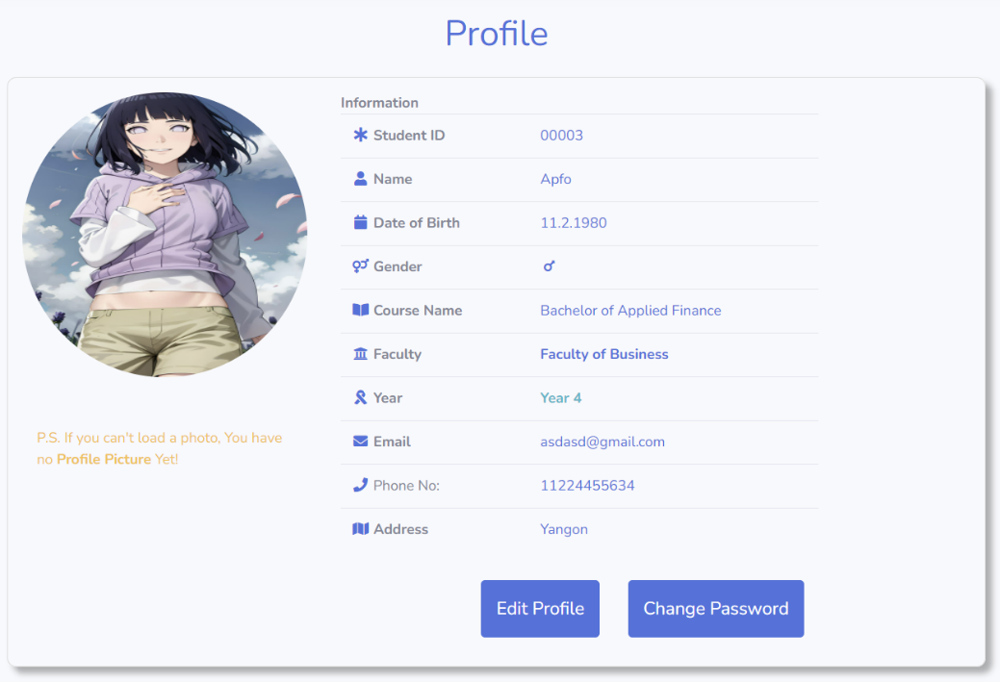 Profile
Information
Student ID 00003
Name Apfo
Date of Birth 11.2.1980
Gender ♂
Course Name Bachelor of Applied Finance
Faculty Faculty of Business
Year Year 4
Email asdasd@gmail.com
Phone No: 11224455634
Address Yangon
P.S. If you can't load a photo, You have
no Profile Picture Yet!
Edit Profile Change Password